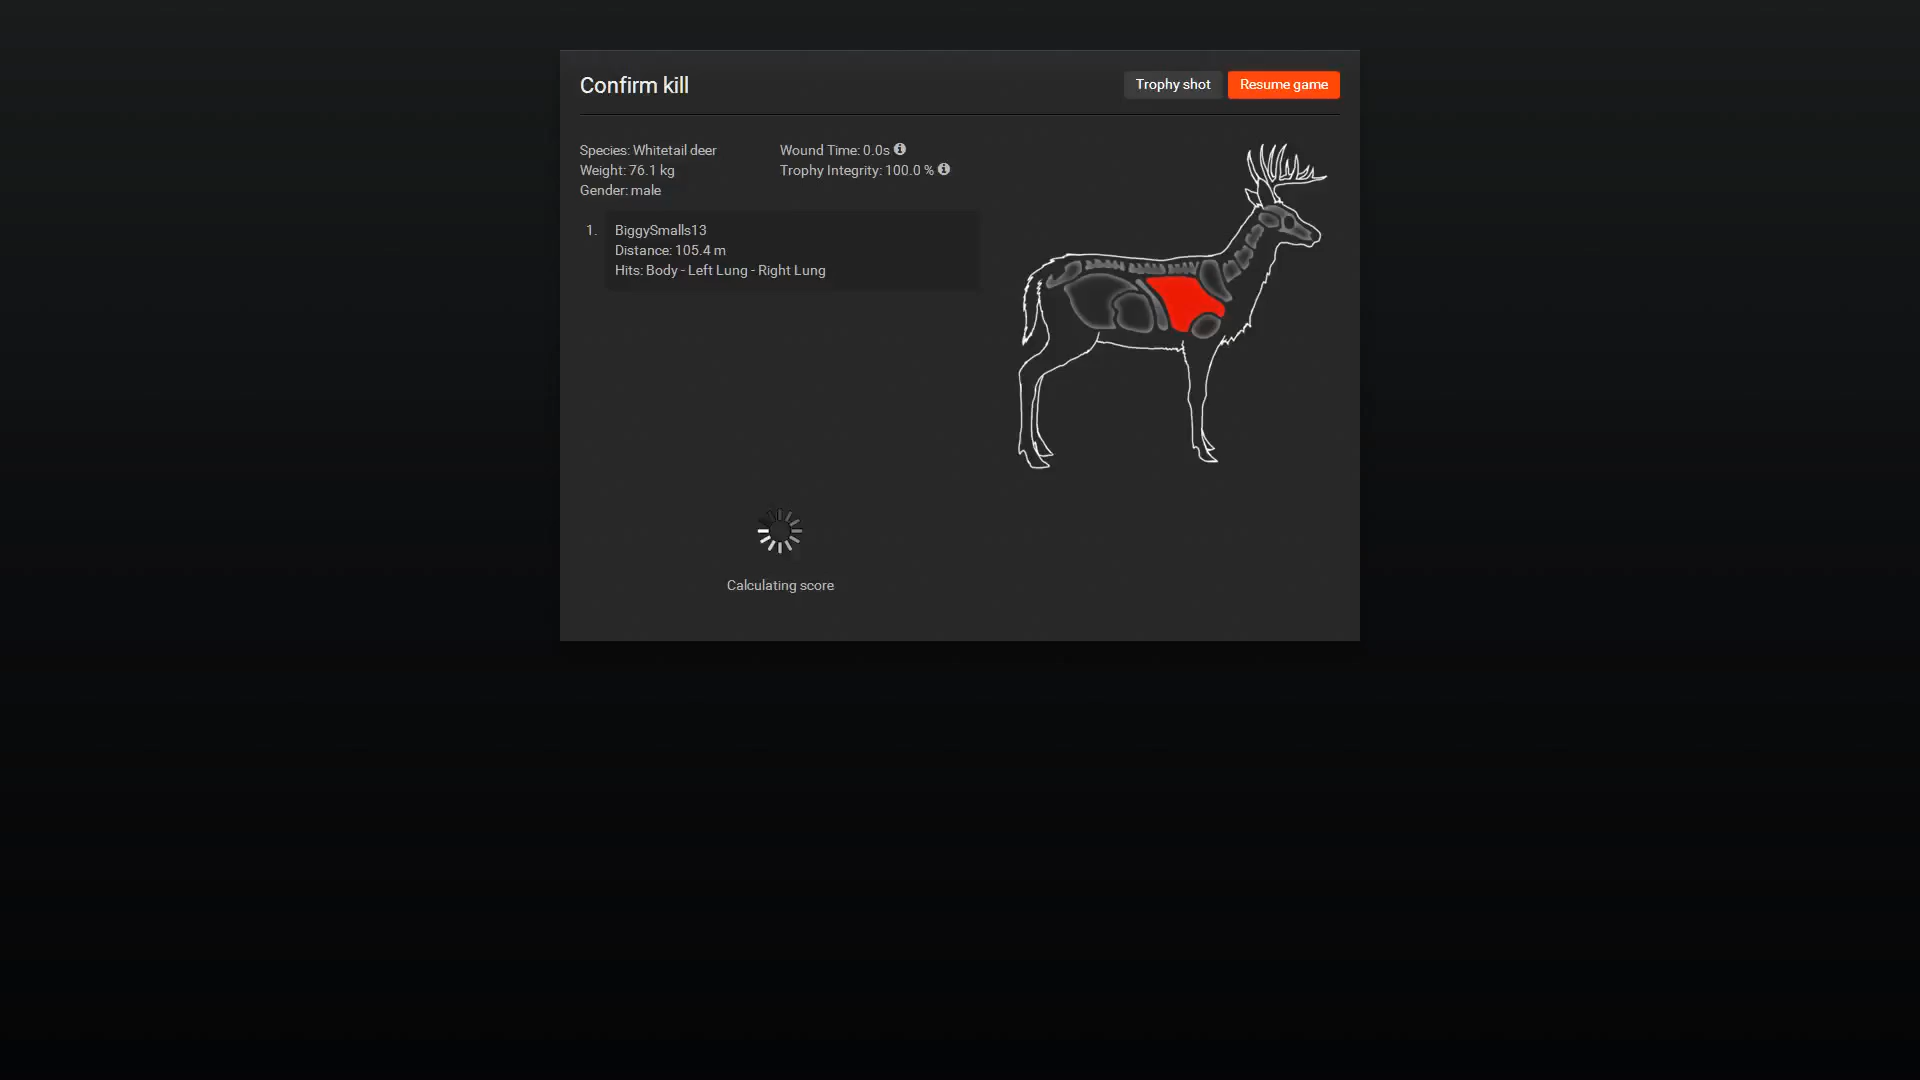 Confirm kill
Trophy shot
Resume game
Species: Whitetail deer
Weight: 76.1 kg
Gender: male
Wound Time: 0.0s
Trophy Integrity: 100.0 %
1.
BiggySmalls13
Distance: 105.4 m
Hits: Body - Left Lung - Right Lung
Calculating score